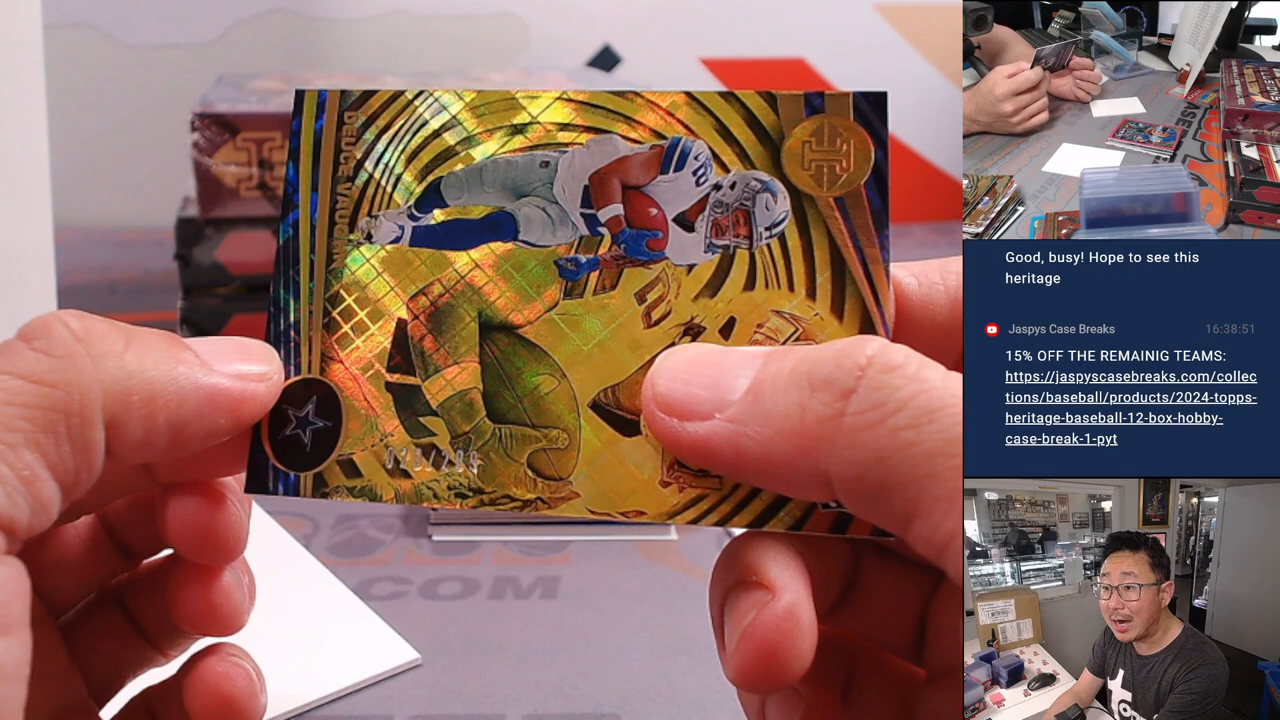 DEUCE VAUGHN
.COM
Good, busy! Hope to see this
heritage
Jaspys Case Breaks 16:38:51
15% OFF THE REMAINIG TEAMS:
https://jaspyscasebreaks.com/collec
tions/baseball/products/2024-topps-
heritage-baseball-12-box-hobby-
case-break-1-pyt